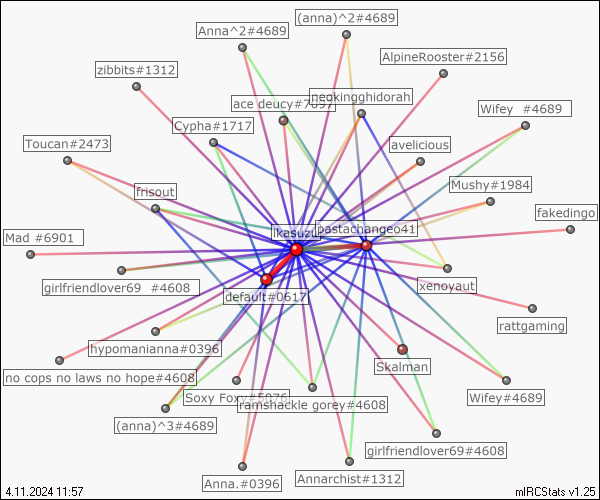 (anna)^2#4689
Anna^2#4689
AlpineRooster#2156
zibbits#1312
ace deucy#7097
neokingghidorah
Wifey  #4689
Cypha#1717
Toucan#2473
avelicious
Mushy#1984
frisout
fakedingo
ikasuzu
pastachangeo41
Mad #6901
xenoyaut
girlfriendlover69  #4608
default#0617
rattgaming
hypomanianna#0396
Skalman
no cops no laws no hope#4608
Soxy Foxy#5076
ramshackle gorey#4608
Wifey#4689
(anna)^3#4689
girlfriendlover69#4608
Anna.#0396
Annarchist#1312
4.11.2024 11:57
mIRCStats v1.25